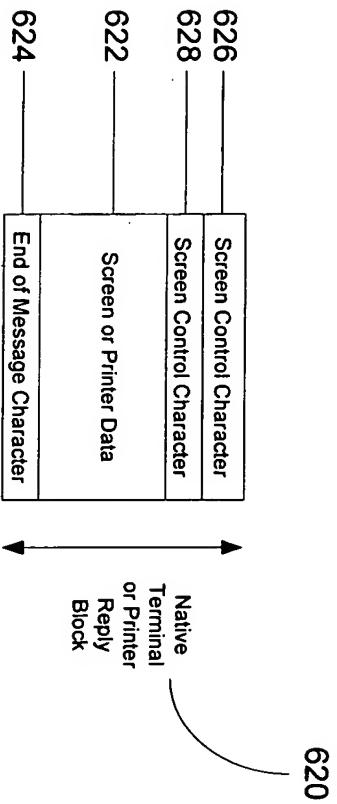 626
Screen Control Character
628
Screen Control Character
622
Screen or Printer Data
624
End of Message Character
Native
Terminal
or Printer
Reply
Block
620